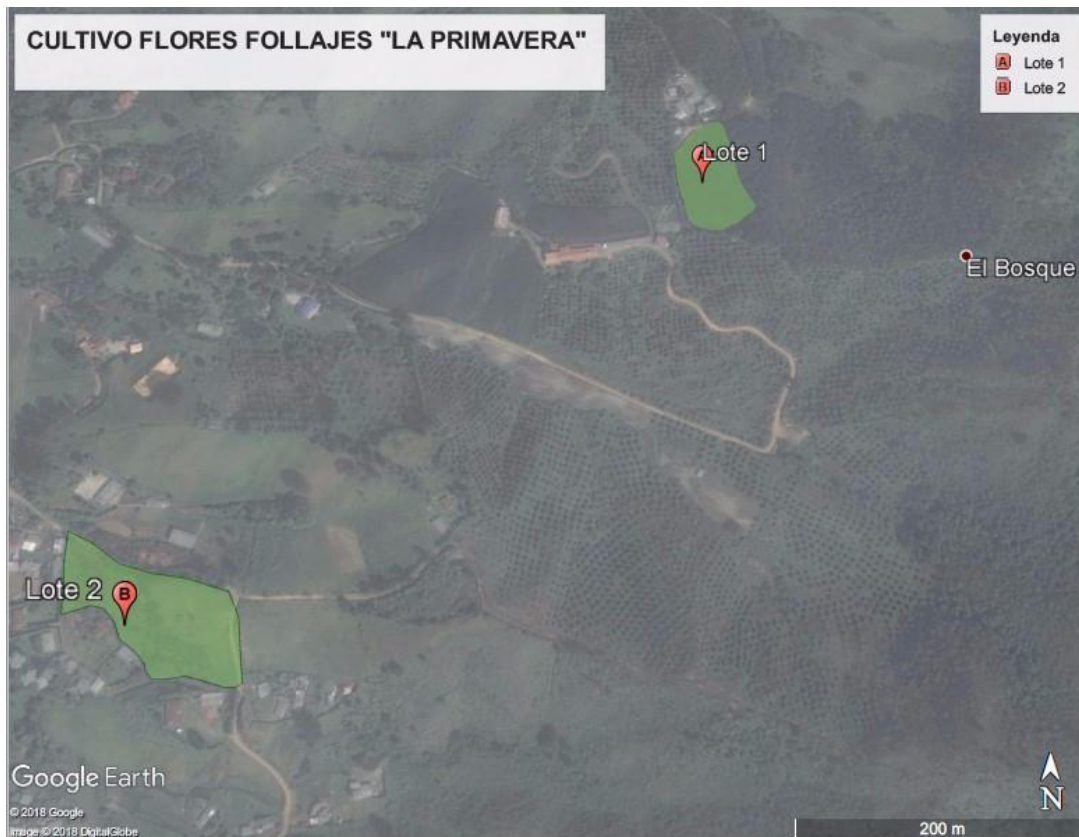 CULTIVO FLORES FOLLAJES "LA PRIMAVERA"
Leyenda
A Lote 1
B Lote 2
A Lote 1
El Bosque
Lote 2 B
Google Earth
© 2018 Google
Image © 2018 DigitalGlobe
N
200 m